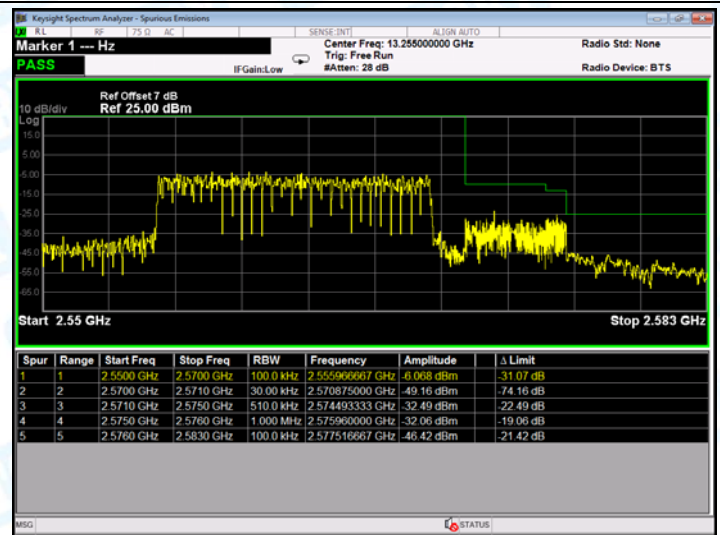 Keysight Spectrum Analyzer - Spurious Emissions
RL RF 75 Ω AC SENSE:INT ALIGN AUTO
Marker 1 --- Hz Center Freq: 13.255000000 GHz Radio Std: None
Trig: Free Run
PASS IFGain:Low #Atten: 28 dB Radio Device: BTS
Ref Offset 7 dB
10 dB/div Ref 25.00 dBm
Log
15.0
5.00
-5.00
-15.0
-25.0
-35.0
-45.0
-55.0
-65.0
Start 2.55 GHz Stop 2.583 GHz
Spur Range Start Freq Stop Freq RBW Frequency Amplitude Δ Limit
1 1 2.5500 GHz 2.5700 GHz 100.0 kHz 2.555966667 GHz -6.068 dBm -31.07 dB
2 2 2.5700 GHz 2.5710 GHz 30.00 kHz 2.570875000 GHz -49.16 dBm -74.16 dB
3 3 2.5710 GHz 2.5750 GHz 510.0 kHz 2.574493333 GHz -32.49 dBm -22.49 dB
4 4 2.5750 GHz 2.5760 GHz 1.000 MHz 2.575960000 GHz -32.06 dBm -19.06 dB
5 5 2.5760 GHz 2.5830 GHz 100.0 kHz 2.577516667 GHz -46.42 dBm -21.42 dB
MSG STATUS